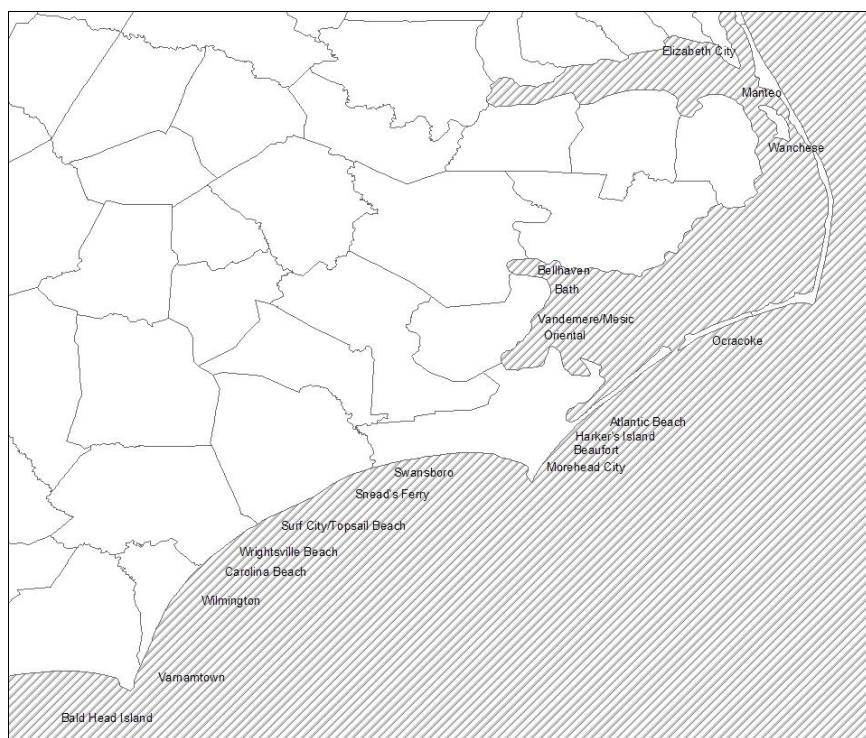 Elizabeth City
Manteo
Wanchese
Bellhaven
Bath
Vandemere/Mesic
Oriental
Ocracoke
Atlantic Beach
Harker's Island
Beaufort
Morehead City
Swansboro
Snead's Ferry
Surf City/Topsail Beach
Wrightsville Beach
Carolina Beach
Wilmington
Varnamtown
Bald Head Island